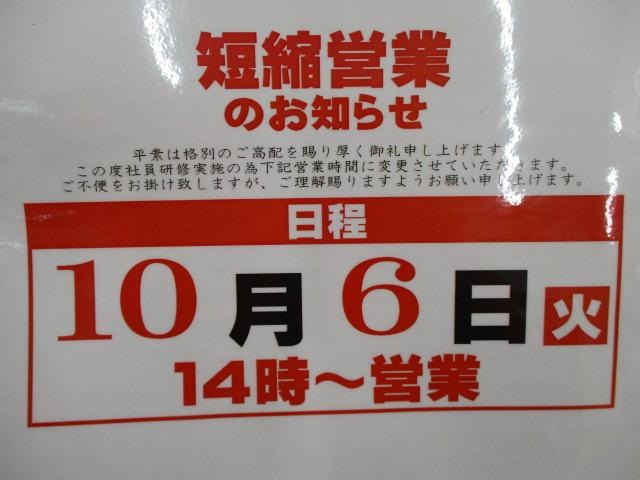 短縮営業
のお知らせ
平素は格別のご高配を賜り厚く御礼申し上げます
この度社員研修実施の為下記営業時間に変更させていただきます。
ご不便をお掛け致しますが、ご理解賜りますようお願い申し上げます。
日程
10月6日火
14時～営業